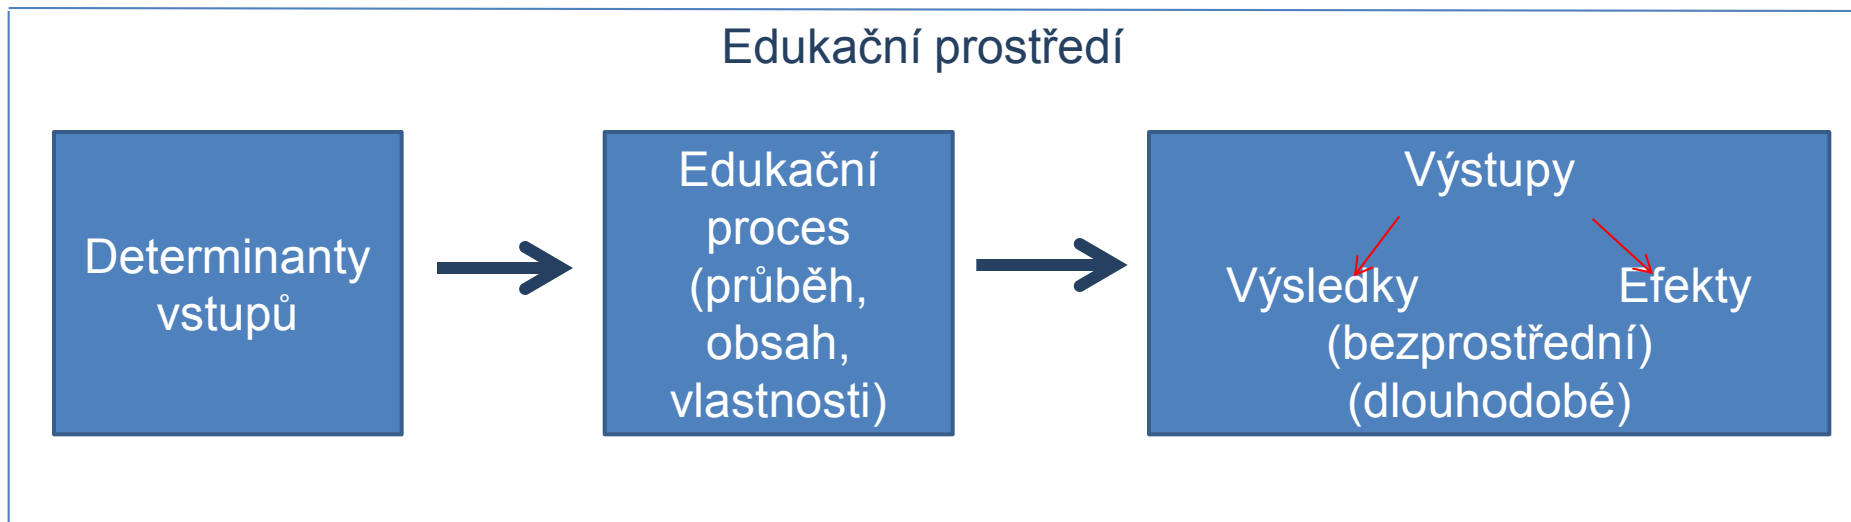 Edukační prostředí
Determinanty
vstupů
Edukační
proces
(průběh,
obsah,
vlastnosti)
Výstupy
Výsledky Efekty
(bezprostřední)
(dlouhodobé)